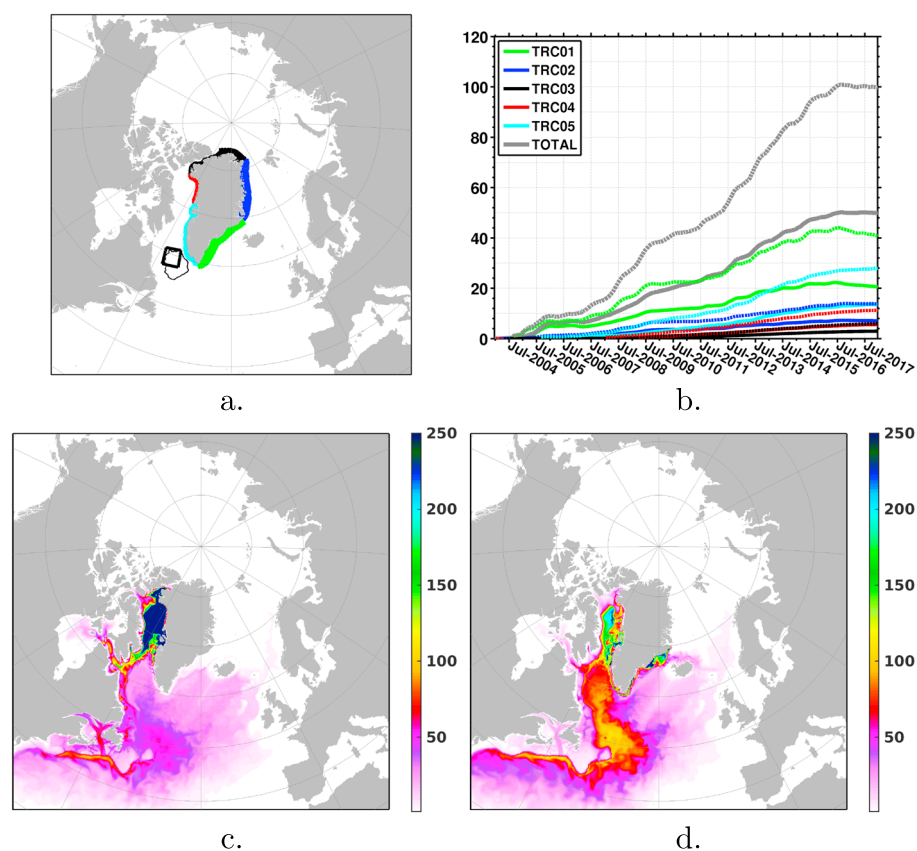 120
100
80
60
40
20
0
TRC01
TRC02
TRC03
TRC04
TRC05
TOTAL
Jul-2004
Jul-2005
Jul-2006
Jul-2007
Jul-2008
Jul-2009
Jul-2010
Jul-2011
Jul-2012
Jul-2013
Jul-2014
Jul-2015
Jul-2016
Jul-2017
a.
b.
250
200
150
100
50
250
200
150
100
50
c.
d.